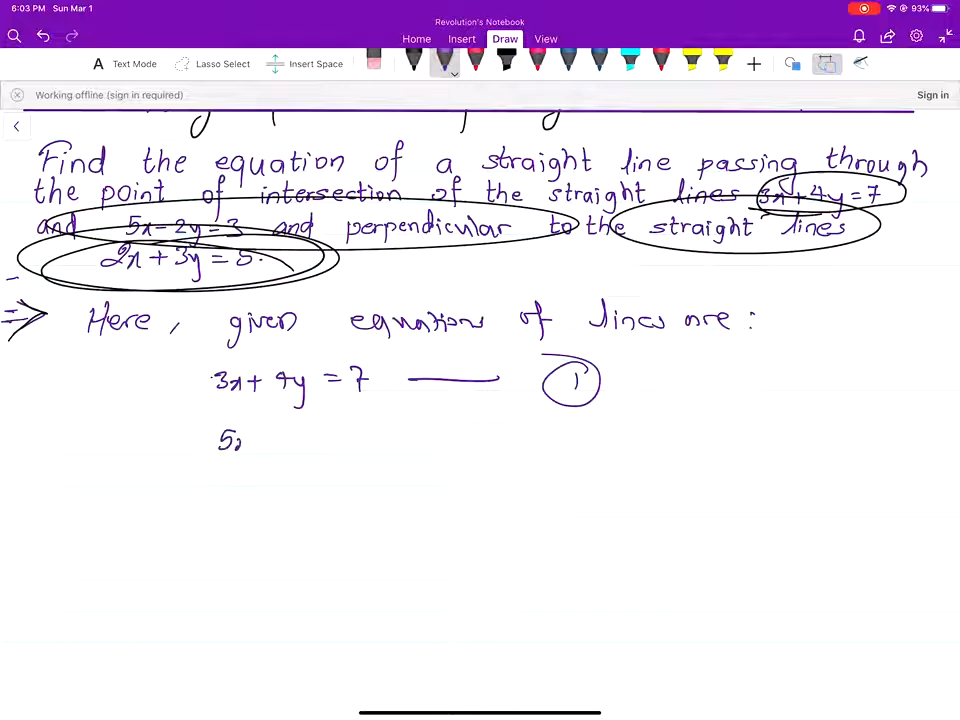 6:03 PM Sun Mar 1
93%
Revolution's Notebook
Home Insert Draw View
A Text Mode Lasso Select Insert Space
Working offline (sign in required) Sign in
Find the equation of a straight line passing through
the point of intersection of the straight lines 3x+4y=7
and 5x-2y=3 and perpendicular to the straight lines
2x+3y=5.
=> Here, given equations of lines are:
3x+4y=7 —— 1
5x